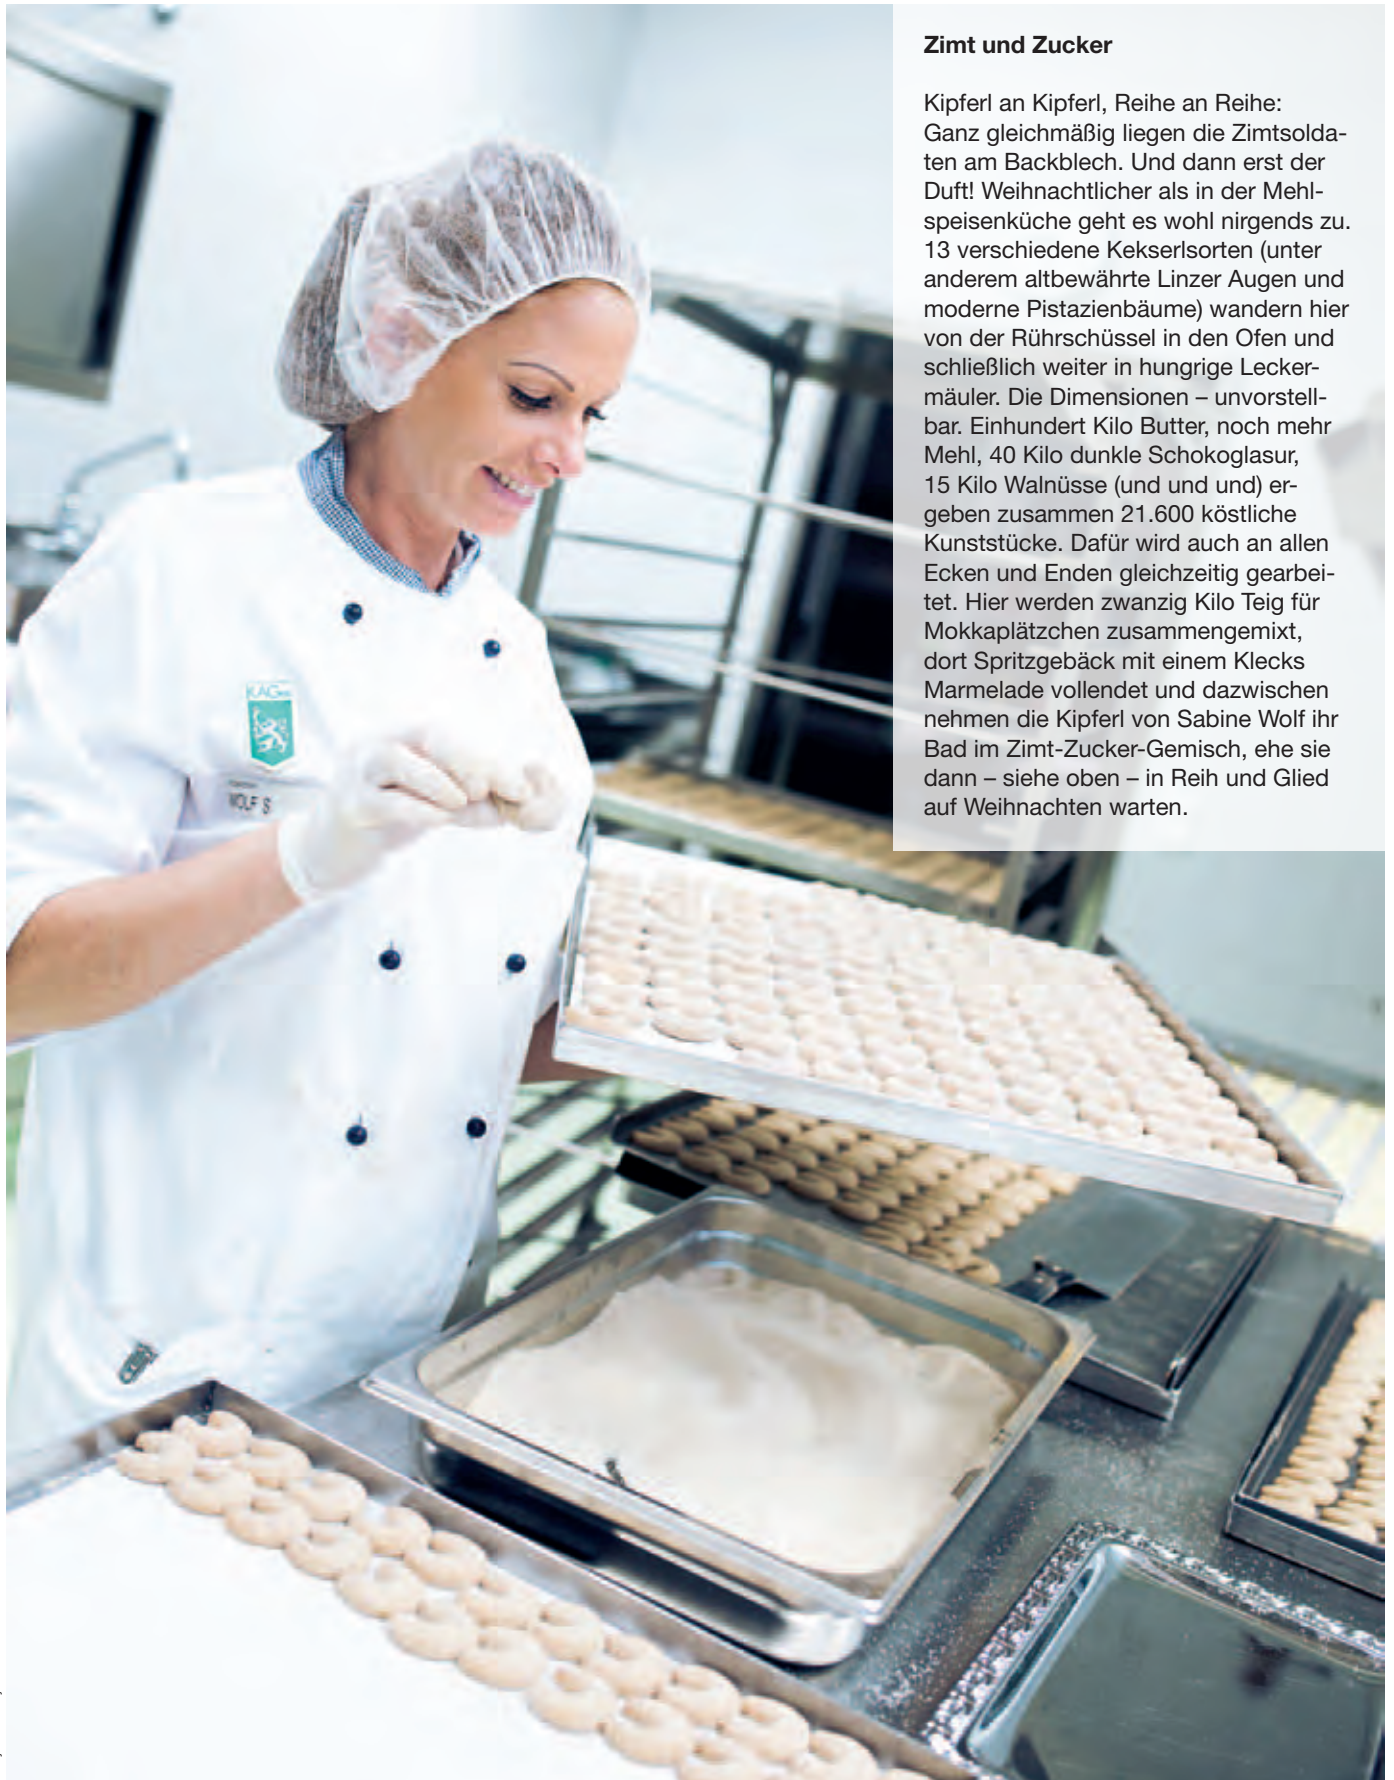 Zimt und Zucker
Kipferl an Kipferl, Reihe an Reihe:
Ganz gleichmäßig liegen die Zimtsolda-
ten am Backblech. Und dann erst der
Duft! Weihnachtlicher als in der Mehl-
speisenküche geht es wohl nirgends zu.
13 verschiedene Kekserlsorten (unter
anderem altbewährte Linzer Augen und
moderne Pistazienbäume) wandern hier
von der Rührschüssel in den Ofen und
schließlich weiter in hungrige Lecker-
mäuler. Die Dimensionen – unvorstell-
bar. Einhundert Kilo Butter, noch mehr
Mehl, 40 Kilo dunkle Schokoglasur,
15 Kilo Walnüsse (und und und) er-
geben zusammen 21.600 köstliche
Kunststücke. Dafür wird auch an allen
Ecken und Enden gleichzeitig gearbei-
tet. Hier werden zwanzig Kilo Teig für
Mokkaplätzchen zusammengemixt,
dort Spritzgebäck mit einem Klecks
Marmelade vollendet und dazwischen
nehmen die Kipferl von Sabine Wolf ihr
Bad im Zimt-Zucker-Gemisch, ehe sie
dann – siehe oben – in Reih und Glied
auf Weihnachten warten.
KAGes
WOLF S.